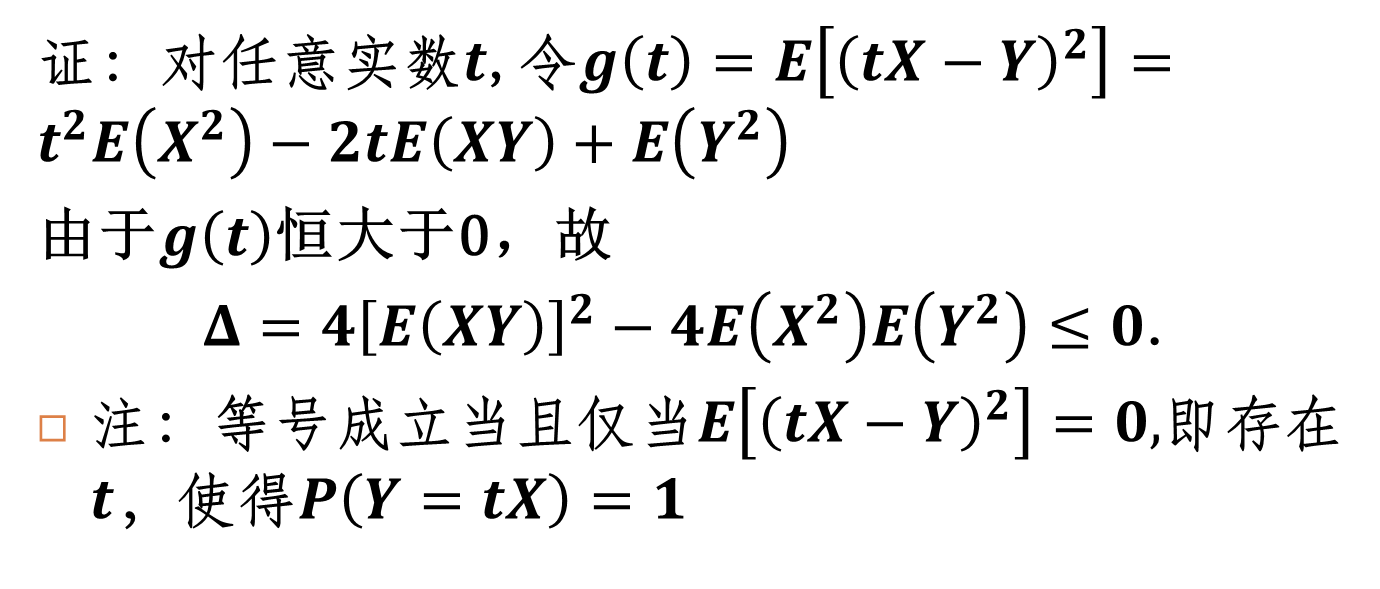 证：对任意实数t, 令g(t) = E[(tX − Y)²] =
t²E(X²) − 2tE(XY) + E(Y²)
由于g(t)恒大于0，故
Δ = 4[E(XY)]² − 4E(X²)E(Y²) ≤ 0.
□ 注：等号成立当且仅当E[(tX − Y)²] = 0,即存在
t，使得P(Y = tX) = 1